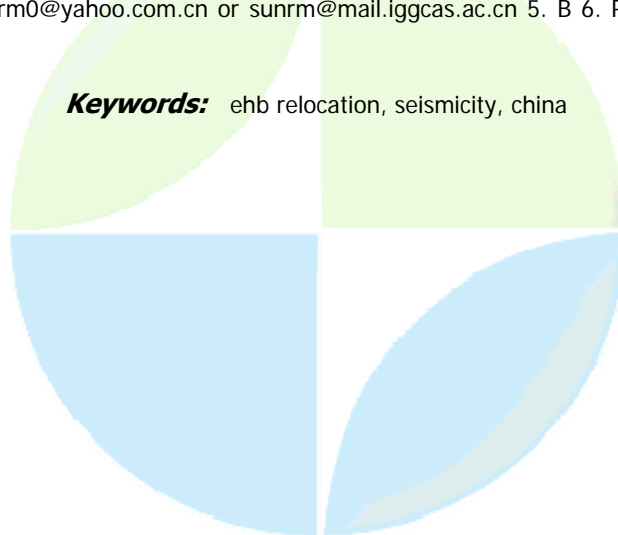 rm0@yahoo.com.cn or sunrm@mail.iggcas.ac.cn 5. B 6.
Keywords: ehb relocation, seismicity, china